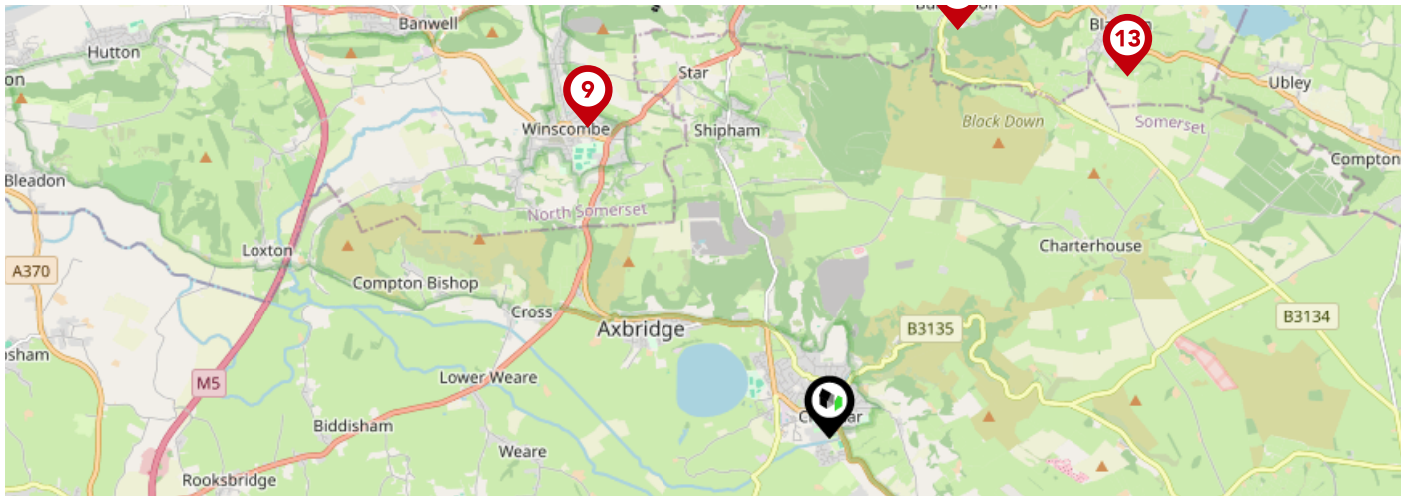 Banwell
Hutton
13
Star
9
Ubley
Winscombe
Shipham
Black Down
Somerset
Compton
Bleadon
North Somerset
Charterhouse
Loxton
A370
Compton Bishop
Cross
Axbridge
B3135
B3134
M5
Lower Weare
Biddisham
Weare
Rooksbridge